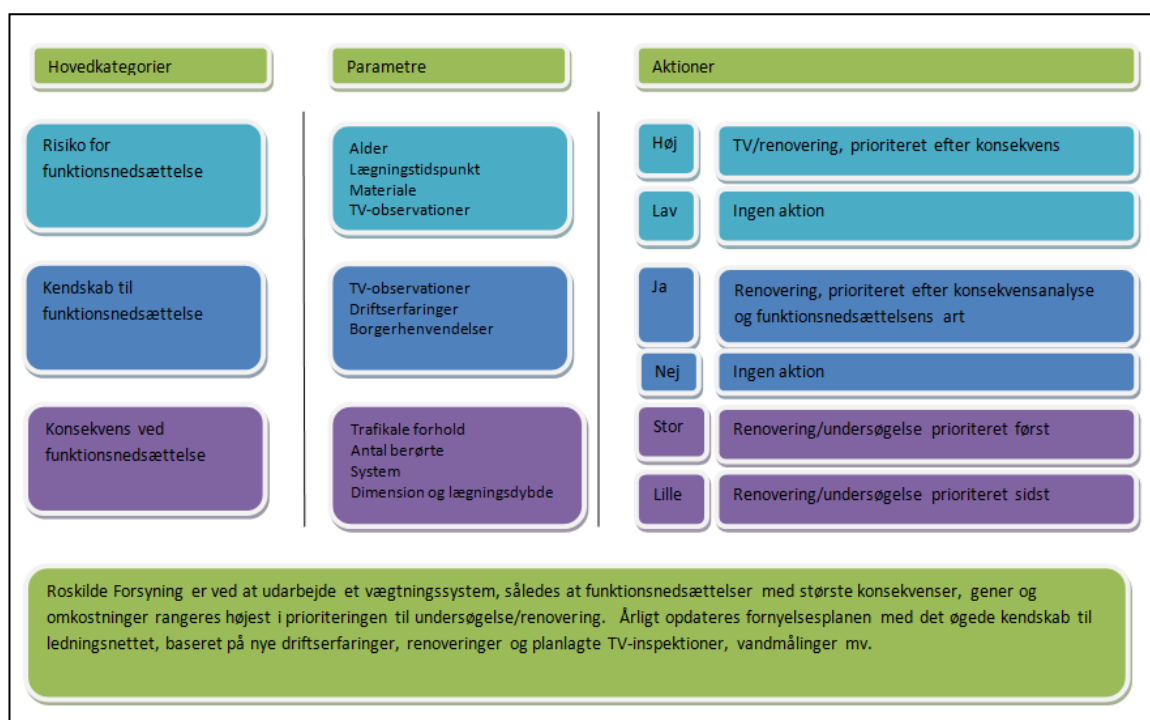 Hovedkategorier
Parametre
Aktioner
Risiko for
funktionsnedsættelse
Alder
Lægningstidspunkt
Materiale
TV-observationer
Høj
TV/renovering, prioriteret efter konsekvens
Lav
Ingen aktion
Kendskab til
funktionsnedsættelse
TV-observationer
Driftserfaringer
Borgerhenvendelser
Ja
Renovering, prioriteret efter konsekvensanalyse
og funktionsnedsættelsens art
Nej
Ingen aktion
Konsekvens ved
funktionsnedsættelse
Trafikale forhold
Antal berørte
System
Dimension og lægningsdybde
Stor
Renovering/undersøgelse prioriteret først
Lille
Renovering/undersøgelse prioriteret sidst
Roskilde Forsyning er ved at udarbejde et vægtningssystem, således at funktionsnedsættelser med største konsekvenser, gener og
omkostninger rangeres højest i prioriteringen til undersøgelse/renovering. Årligt opdateres fornyelsesplanen med det øgede kendskab til
ledningsnettet, baseret på nye driftserfaringer, renoveringer og planlagte TV-inspektioner, vandmålinger mv.